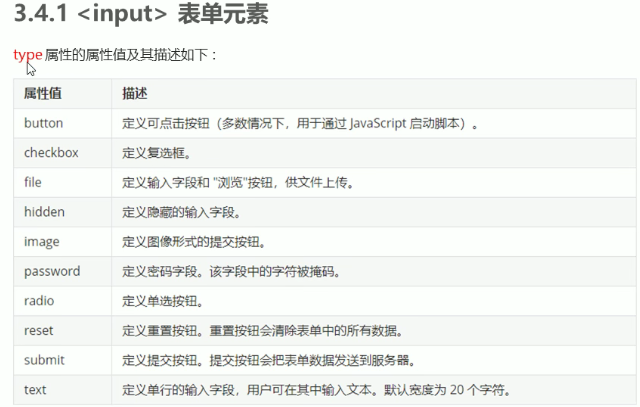 3.4.1 <input> 表单元素
type 属性的属性值及其描述如下：
属性值 描述
button 定义可点击按钮（多数情况下，用于通过 JavaScript 启动脚本）。
checkbox 定义复选框。
file 定义输入字段和 "浏览"按钮，供文件上传。
hidden 定义隐藏的输入字段。
image 定义图像形式的提交按钮。
password 定义密码字段。该字段中的字符被掩码。
radio 定义单选按钮。
reset 定义重置按钮。重置按钮会清除表单中的所有数据。
submit 定义提交按钮。提交按钮会把表单数据发送到服务器。
text 定义单行的输入字段，用户可在其中输入文本。默认宽度为 20 个字符。